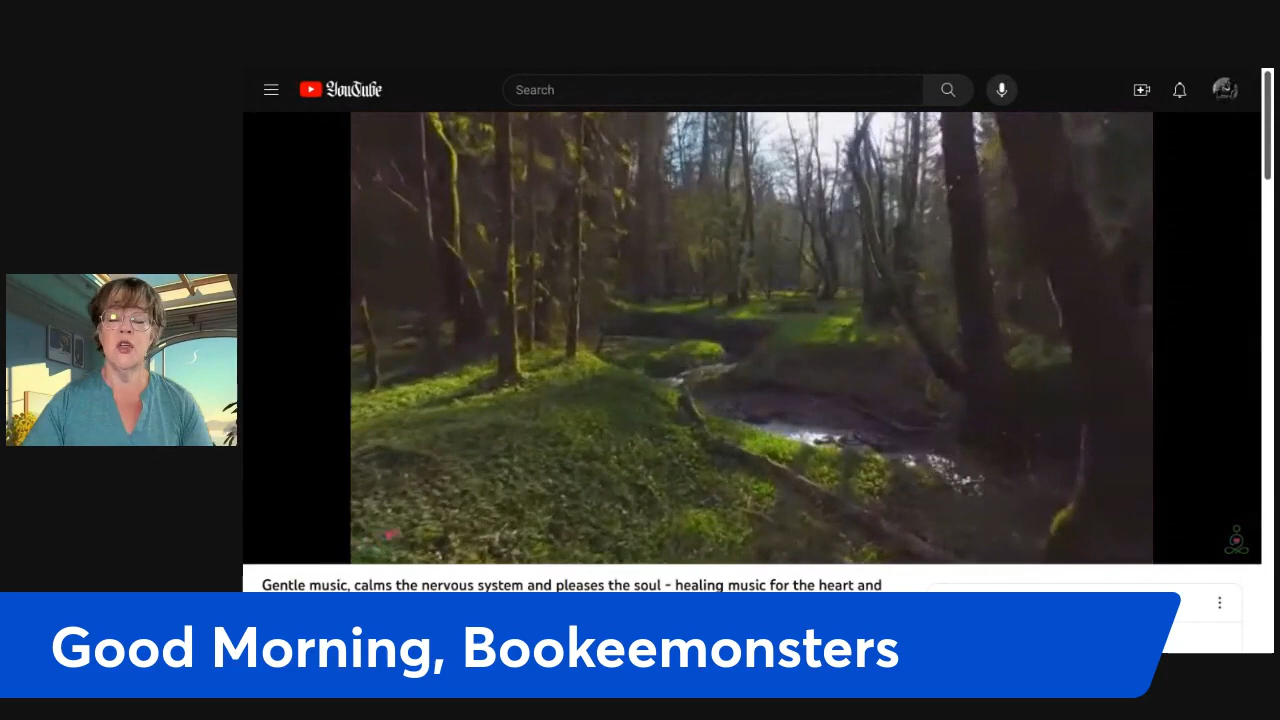 YouTube
Search
Gentle music, calms the nervous system and pleases the soul - healing music for the heart and
Good Morning, Bookeemonsters